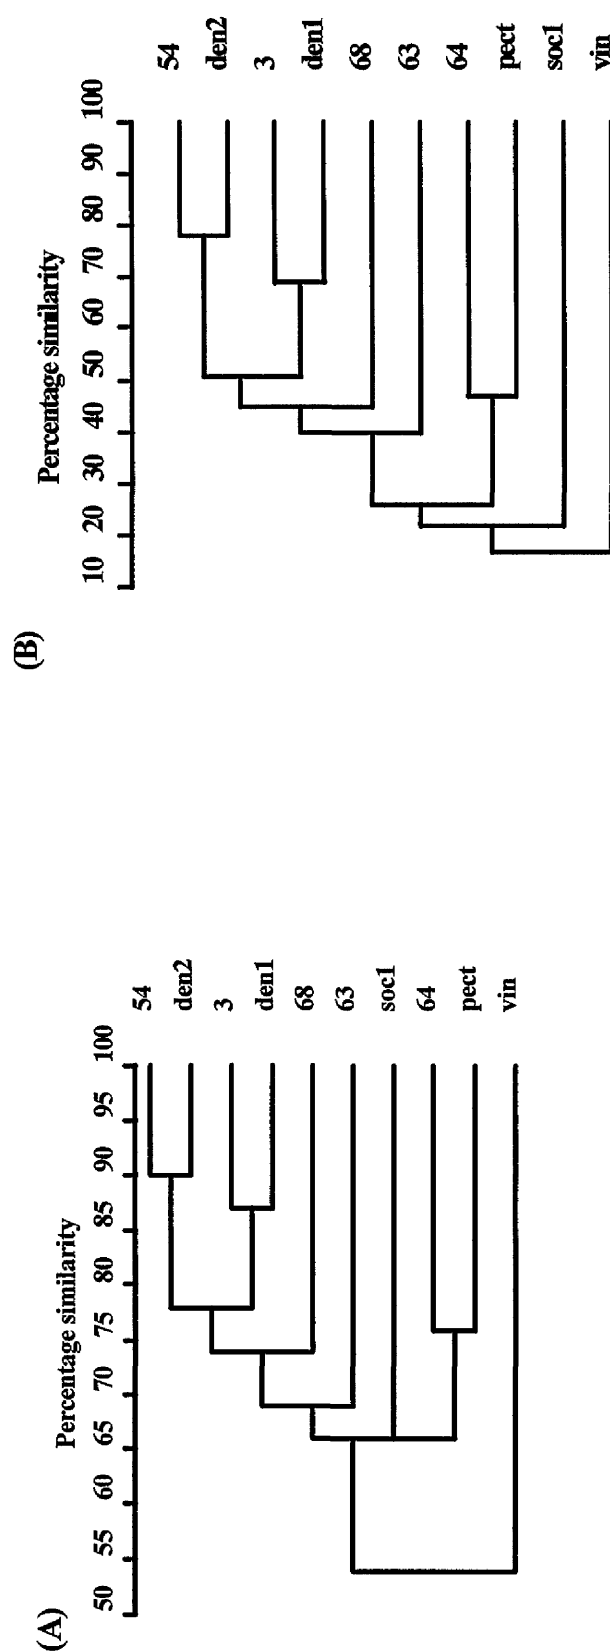 (A)
Percentage similarity
50 55 60 65 70 75 80 85 90 95 100
54
den2
3
den1
68
63
soc1
64
pect
vin
(B)
Percentage similarity
10 20 30 40 50 60 70 80 90 100
54
den2
3
den1
68
63
64
pect
soc1
vin